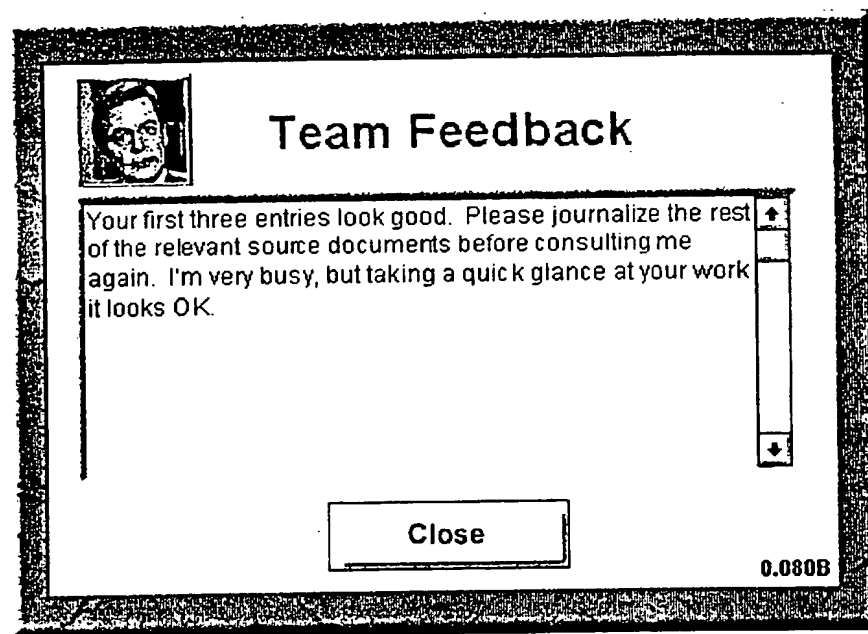 Team Feedback
Your first three entries look good. Please journalize the rest
of the relevant source documents before consulting me
again. I'm very busy, but taking a quick glance at your work
it looks OK.
Close
0.080B